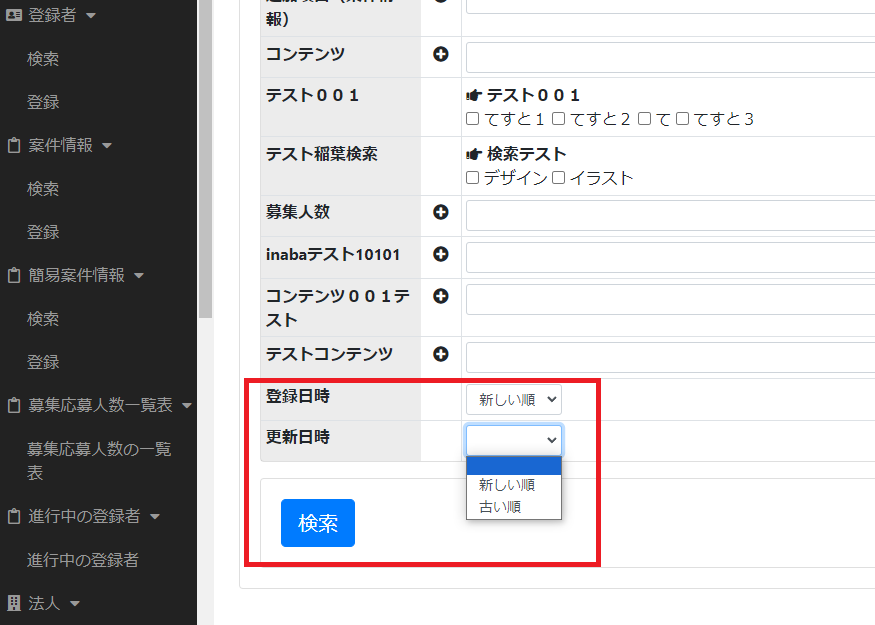 登録者
検索
登録
案件情報
検索
登録
簡易案件情報
検索
登録
募集応募人数一覧表
募集応募人数の一覧
表
進行中の登録者
進行中の登録者
法人
報）
コンテンツ
テスト００１
テスト００１
てすと１ てすと２ て てすと３
テスト稲葉検索
検索テスト
デザイン イラスト
募集人数
inabaテスト10101
コンテンツ００１テ
スト
テストコンテンツ
登録日時
新しい順
更新日時
新しい順
古い順
検索